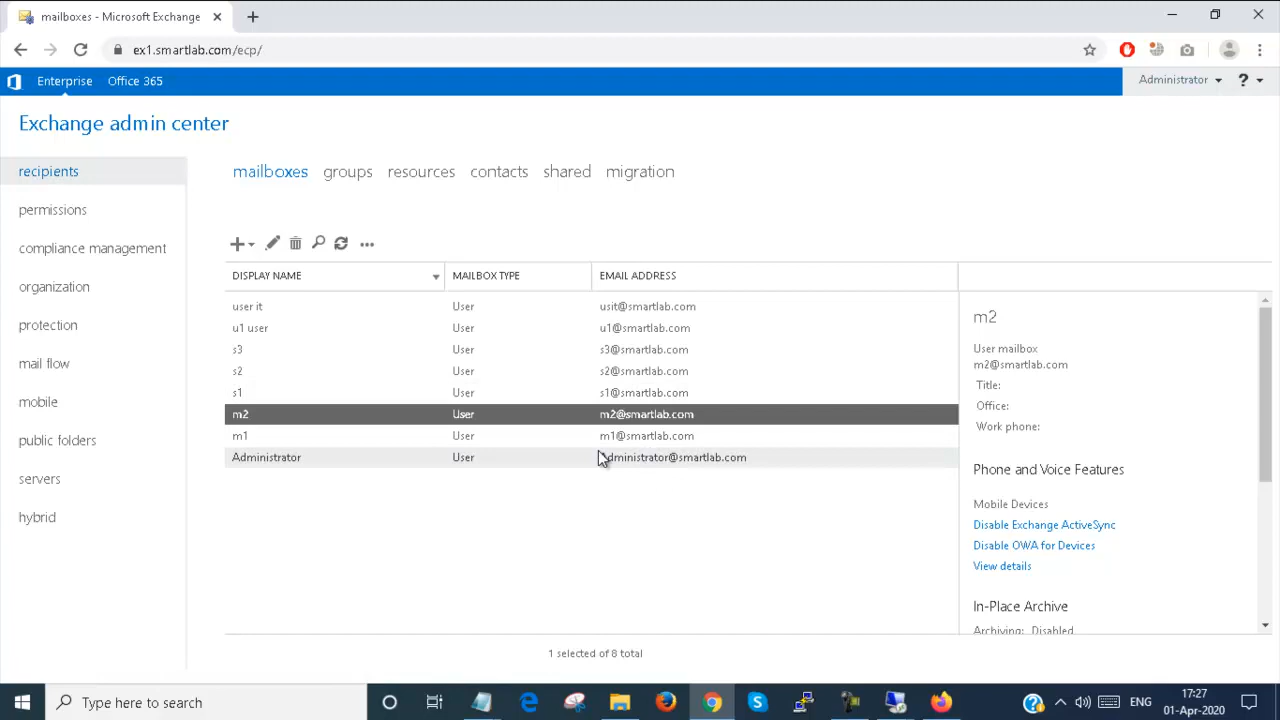 mailboxes - Microsoft Exchange
ex1.smartlab.com/ecp/
Enterprise Office 365
Administrator ?
Exchange admin center
recipients
permissions
compliance management
organization
protection
mail flow
mobile
public folders
servers
hybrid
mailboxes groups resources contacts shared migration
DISPLAY NAME MAILBOX TYPE EMAIL ADDRESS
user it User usit@smartlab.com
u1 user User u1@smartlab.com
s3 User s3@smartlab.com
s2 User s2@smartlab.com
s1 User s1@smartlab.com
m2 User m2@smartlab.com
m1 User m1@smartlab.com
Administrator User Administrator@smartlab.com
1 selected of 8 total
m2
User mailbox
m2@smartlab.com
Title:
Office:
Work phone:
Phone and Voice Features
Mobile Devices
Disable Exchange ActiveSync
Disable OWA for Devices
View details
In-Place Archive
Archiving: Disabled
Type here to search
ENG
17:27
01-Apr-2020